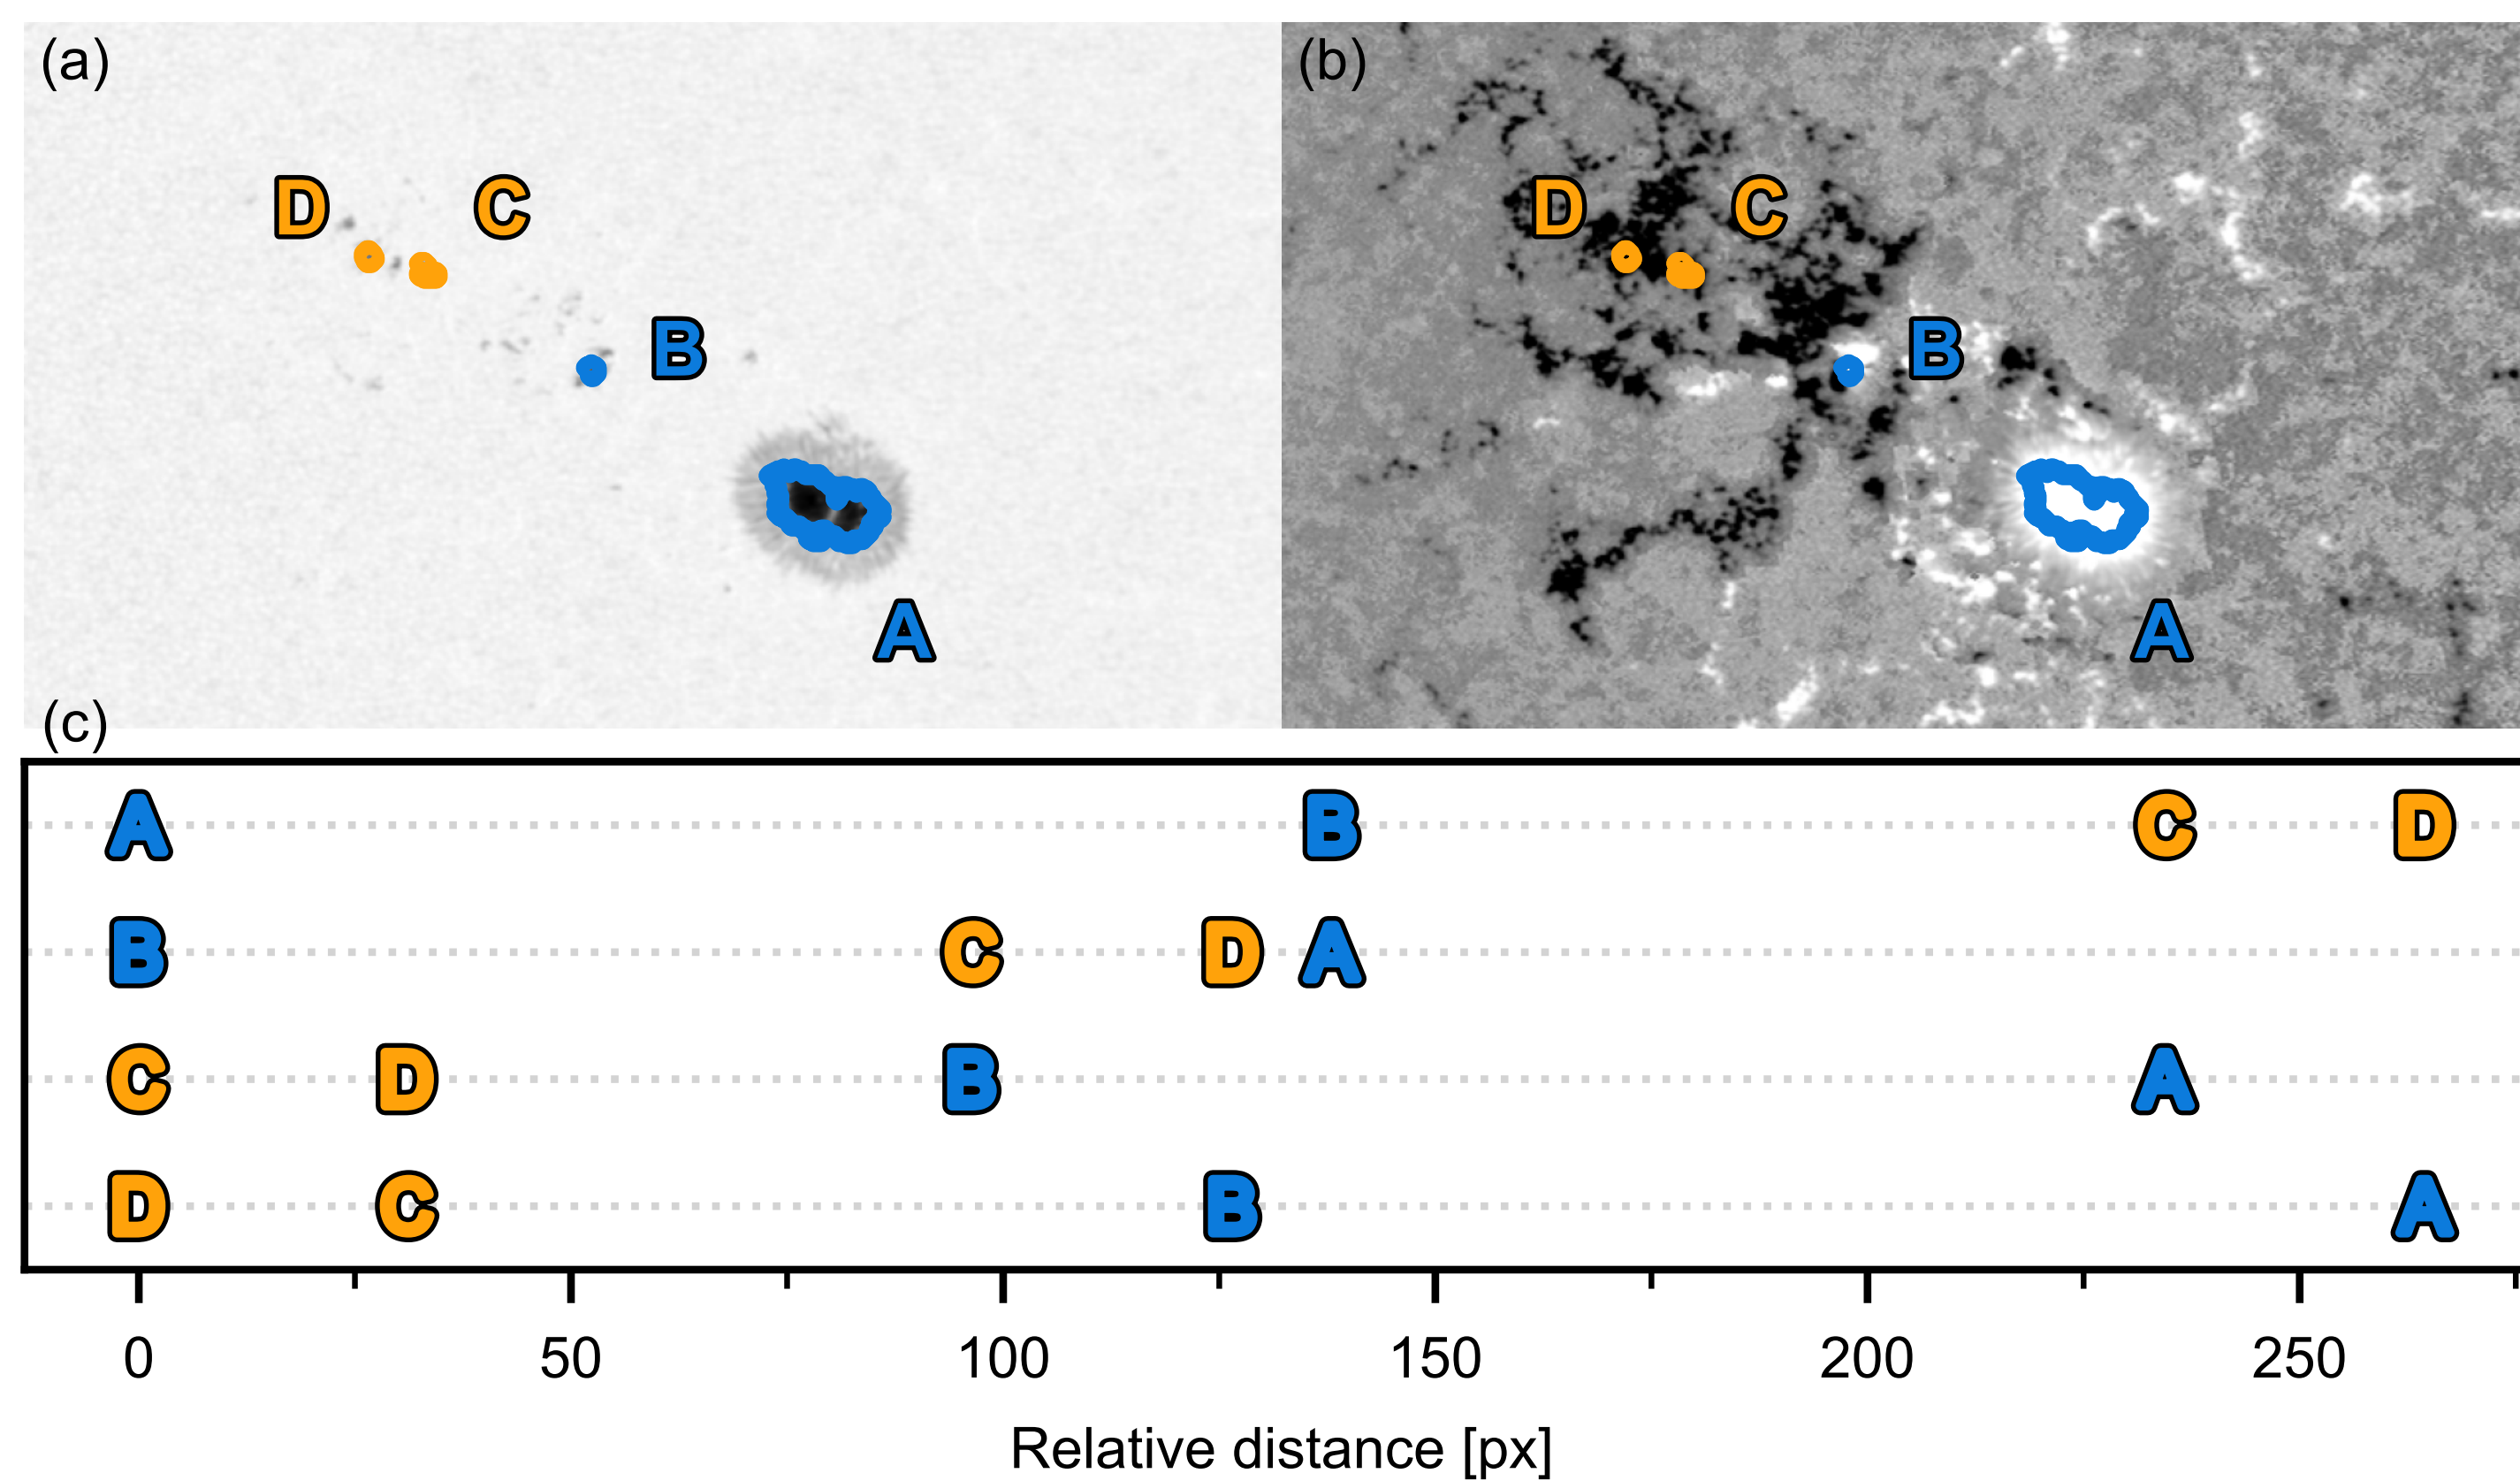 (a)
(b)
D C
B
A
D C
B
A
(c)
A B C D
B C D A
C D B A
D C B A
0 50 100 150 200 250
Relative distance [px]